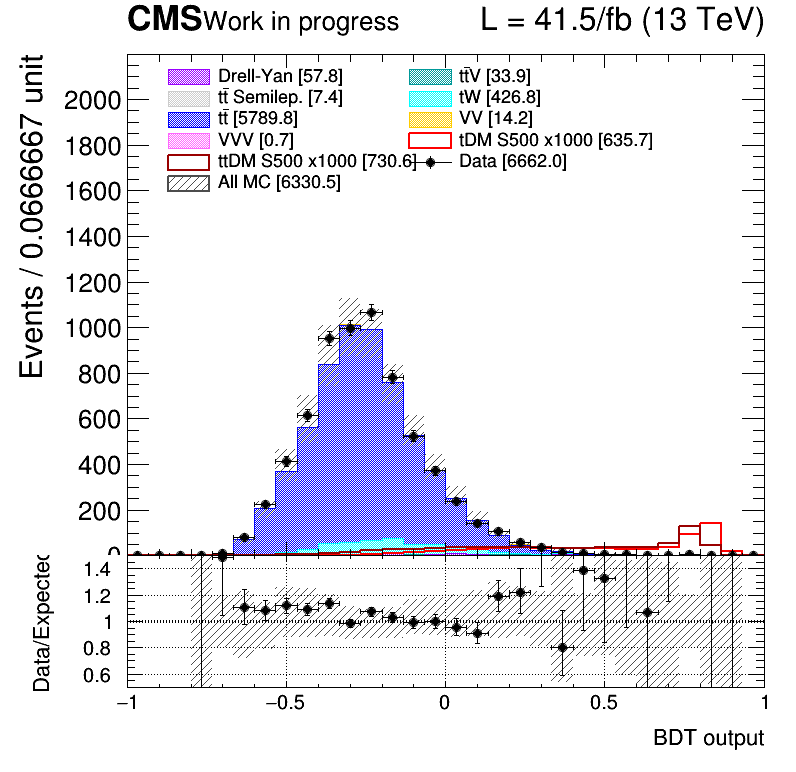 CMS Work in progress L = 41.5/fb (13 TeV)
Events / 0.0666667 unit
Drell-Yan [57.8] tt̄V [33.9]
tt̄ Semilep. [7.4] tW [426.8]
tt̄ [5789.8] VV [14.2]
VVV [0.7] tDM S500 x1000 [635.7]
ttDM S500 x1000 [730.6] Data [6662.0]
All MC [6330.5]
2000
1800
1600
1400
1200
1000
800
600
400
200
0
Data/Expected
1.4
1.2
1
0.8
0.6
−1 −0.5 0 0.5 1
BDT output